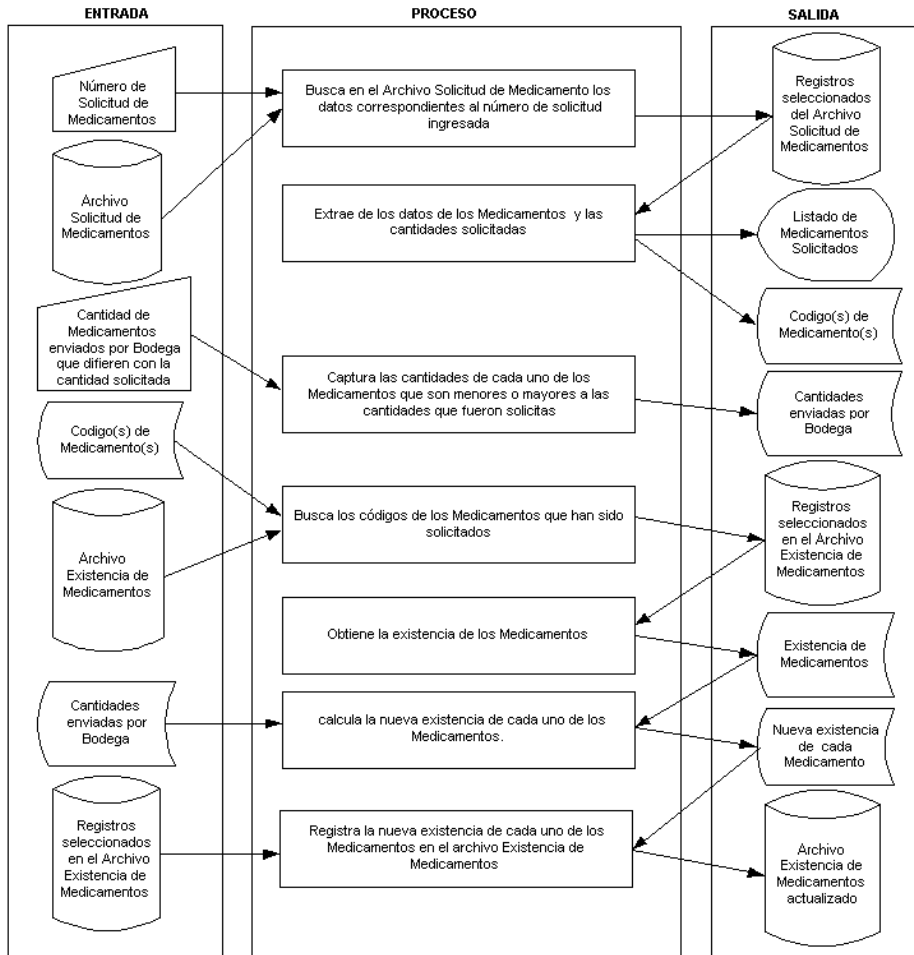 ENTRADA
PROCESO
SALIDA
Número de
Solicitud de
Medicamentos
Busca en el Archivo Solicitud de Medicamento los
datos correspondientes al número de solicitud
ingresada
Registros
seleccionados
del Archivo
Solicitud de
Medicamentos
Archivo
Solicitud de
Medicamentos
Extrae de los datos de los Medicamentos y las
cantidades solicitadas
Listado de
Medicamentos
Solicitados
Codigo(s) de
Medicamento(s)
Cantidad de
Medicamentos
enviados por Bodega
que difieren con la
cantidad solicitada
Captura las cantidades de cada uno de los
Medicamentos que son menores o mayores a las
cantidades que fueron solicitas
Cantidades
enviadas por
Bodega
Codigo(s) de
Medicamento(s)
Archivo
Existencia de
Medicamentos
Busca los códigos de los Medicamentos que han sido
solicitados
Registros
seleccionados
en el Archivo
Existencia de
Medicamentos
Obtiene la existencia de los Medicamentos
Existencia de
Medicamentos
Cantidades
enviadas por
Bodega
calcula la nueva existencia de cada uno de los
Medicamentos.
Nueva existencia
de cada
Medicamento
Registros
seleccionados
en el Archivo
Existencia de
Medicamentos
Registra la nueva existencia de cada uno de los
Medicamentos en el archivo Existencia de
Medicamentos
Archivo
Existencia de
Medicamentos
actualizado